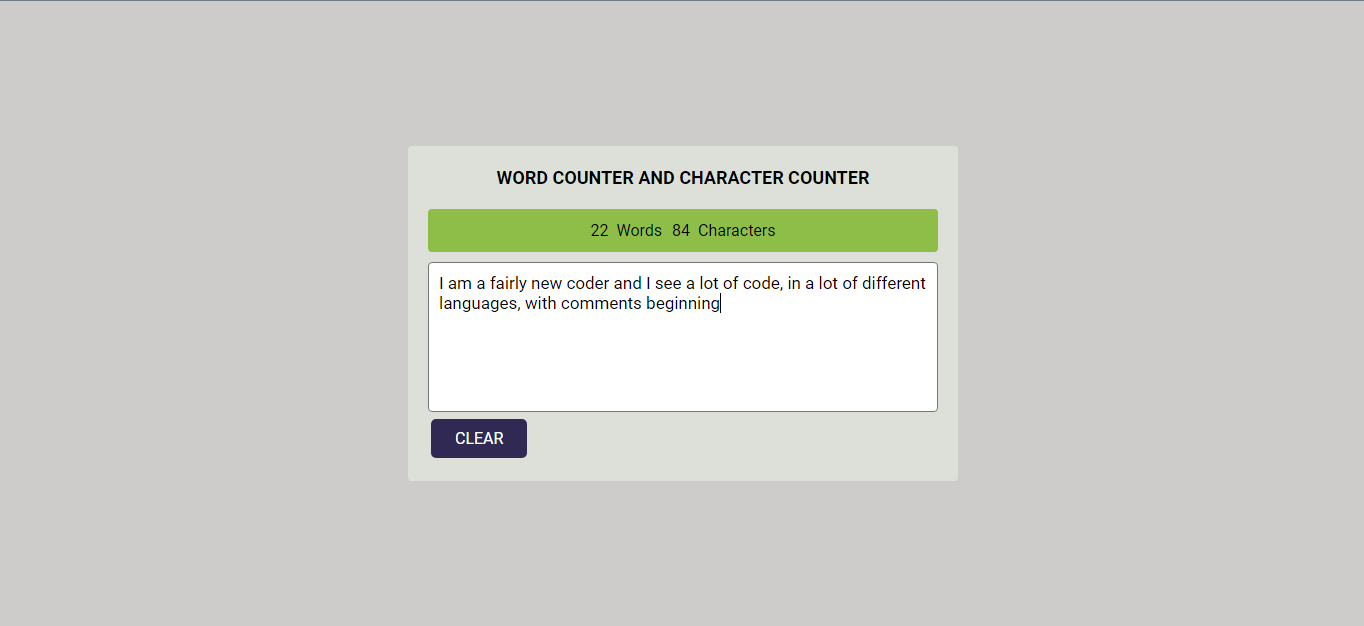 WORD COUNTER AND CHARACTER COUNTER
22 Words 84 Characters
I am a fairly new coder and I see a lot of code, in a lot of different
languages, with comments beginning
CLEAR